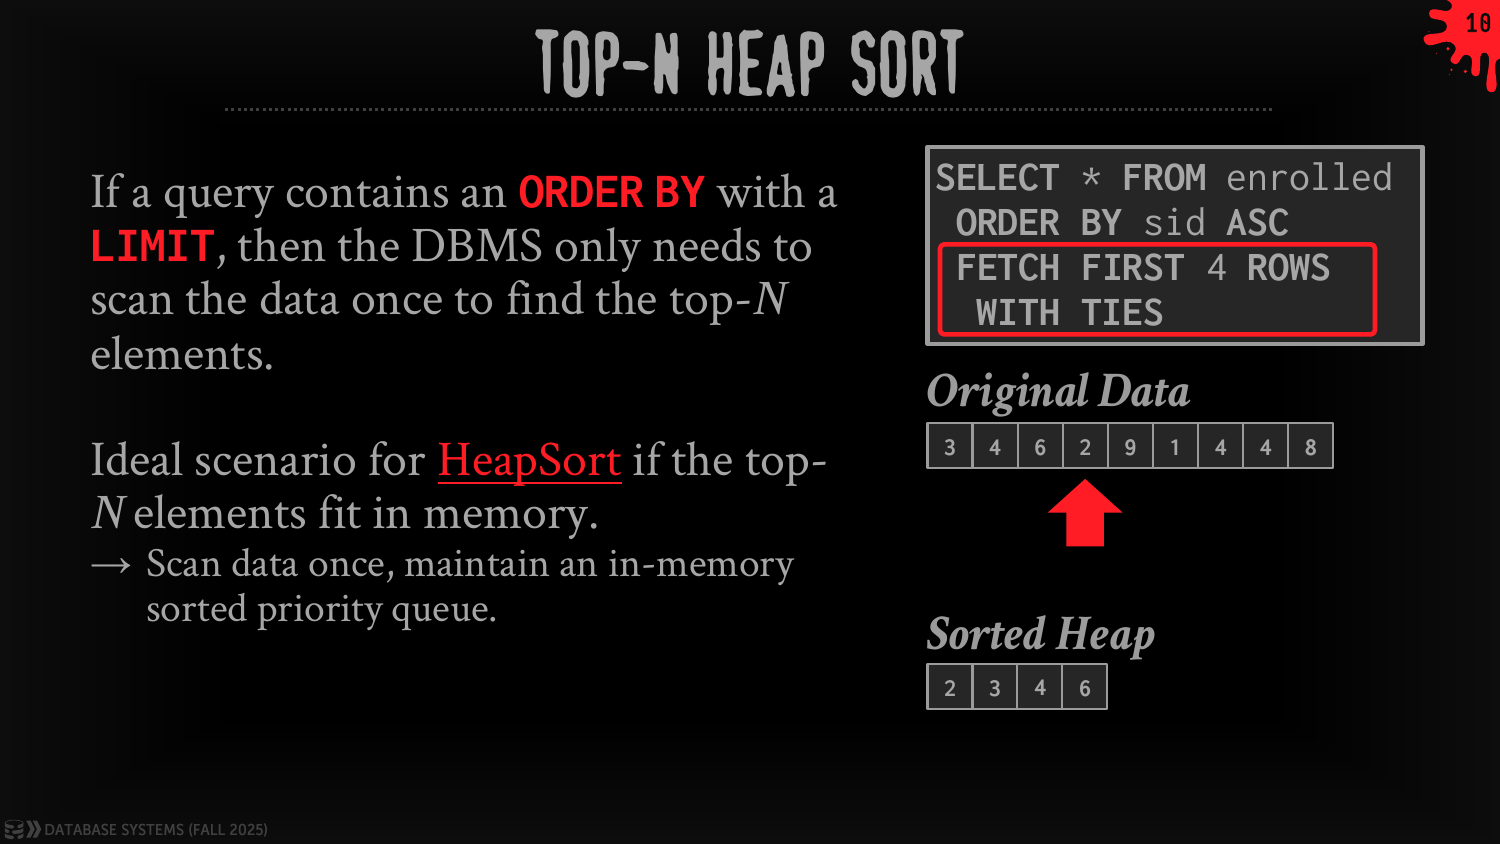 TOP-N HEAP SORT
10
If a query contains an ORDER BY with a
LIMIT, then the DBMS only needs to
scan the data once to find the top-N
elements.
Ideal scenario for HeapSort if the top-
N elements fit in memory.
→ Scan data once, maintain an in-memory
sorted priority queue.
SELECT * FROM enrolled
ORDER BY sid ASC
FETCH FIRST 4 ROWS
WITH TIES
Original Data
3 4 6 2 9 1 4 4 8
Sorted Heap
2 3 4 6
DATABASE SYSTEMS (FALL 2025)